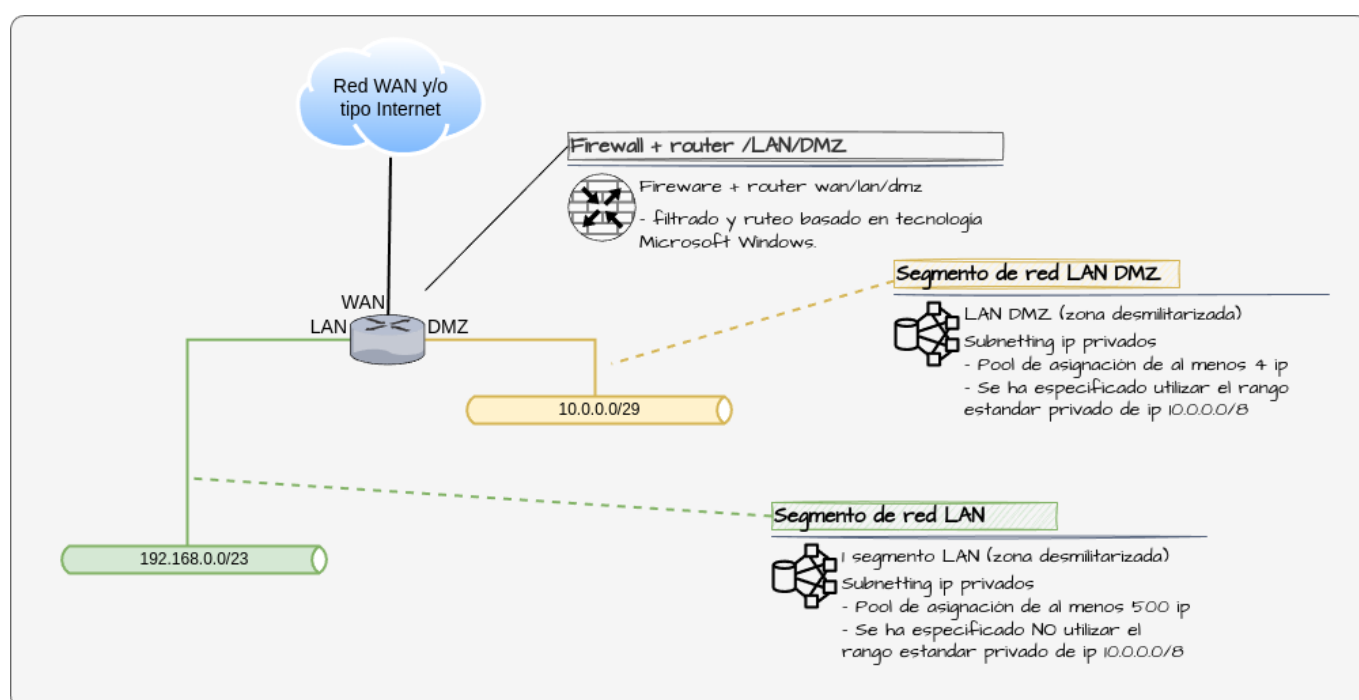 Red WAN y/o
tipo Internet
Firewall + router /LAN/DMZ
Fireware + router wan/lan/dmz
- filtrado y ruteo basado en tecnología
Microsoft Windows.
Segmento de red LAN DMZ
WAN
LAN
DMZ
LAN DMZ (zona desmilitarizada)
Subnetting ip privados
- Pool de asignación de al menos 4 ip
- Se ha especificado utilizar el rango
estandar privado de ip 10.0.0.0/8
10.0.0.0/29
Segmento de red LAN
192.168.0.0/23
1 segmento LAN (zona desmilitarizada)
Subnetting ip privados
- Pool de asignación de al menos 500 ip
- Se ha especificado NO utilizar el
rango estandar privado de ip 10.0.0.0/8